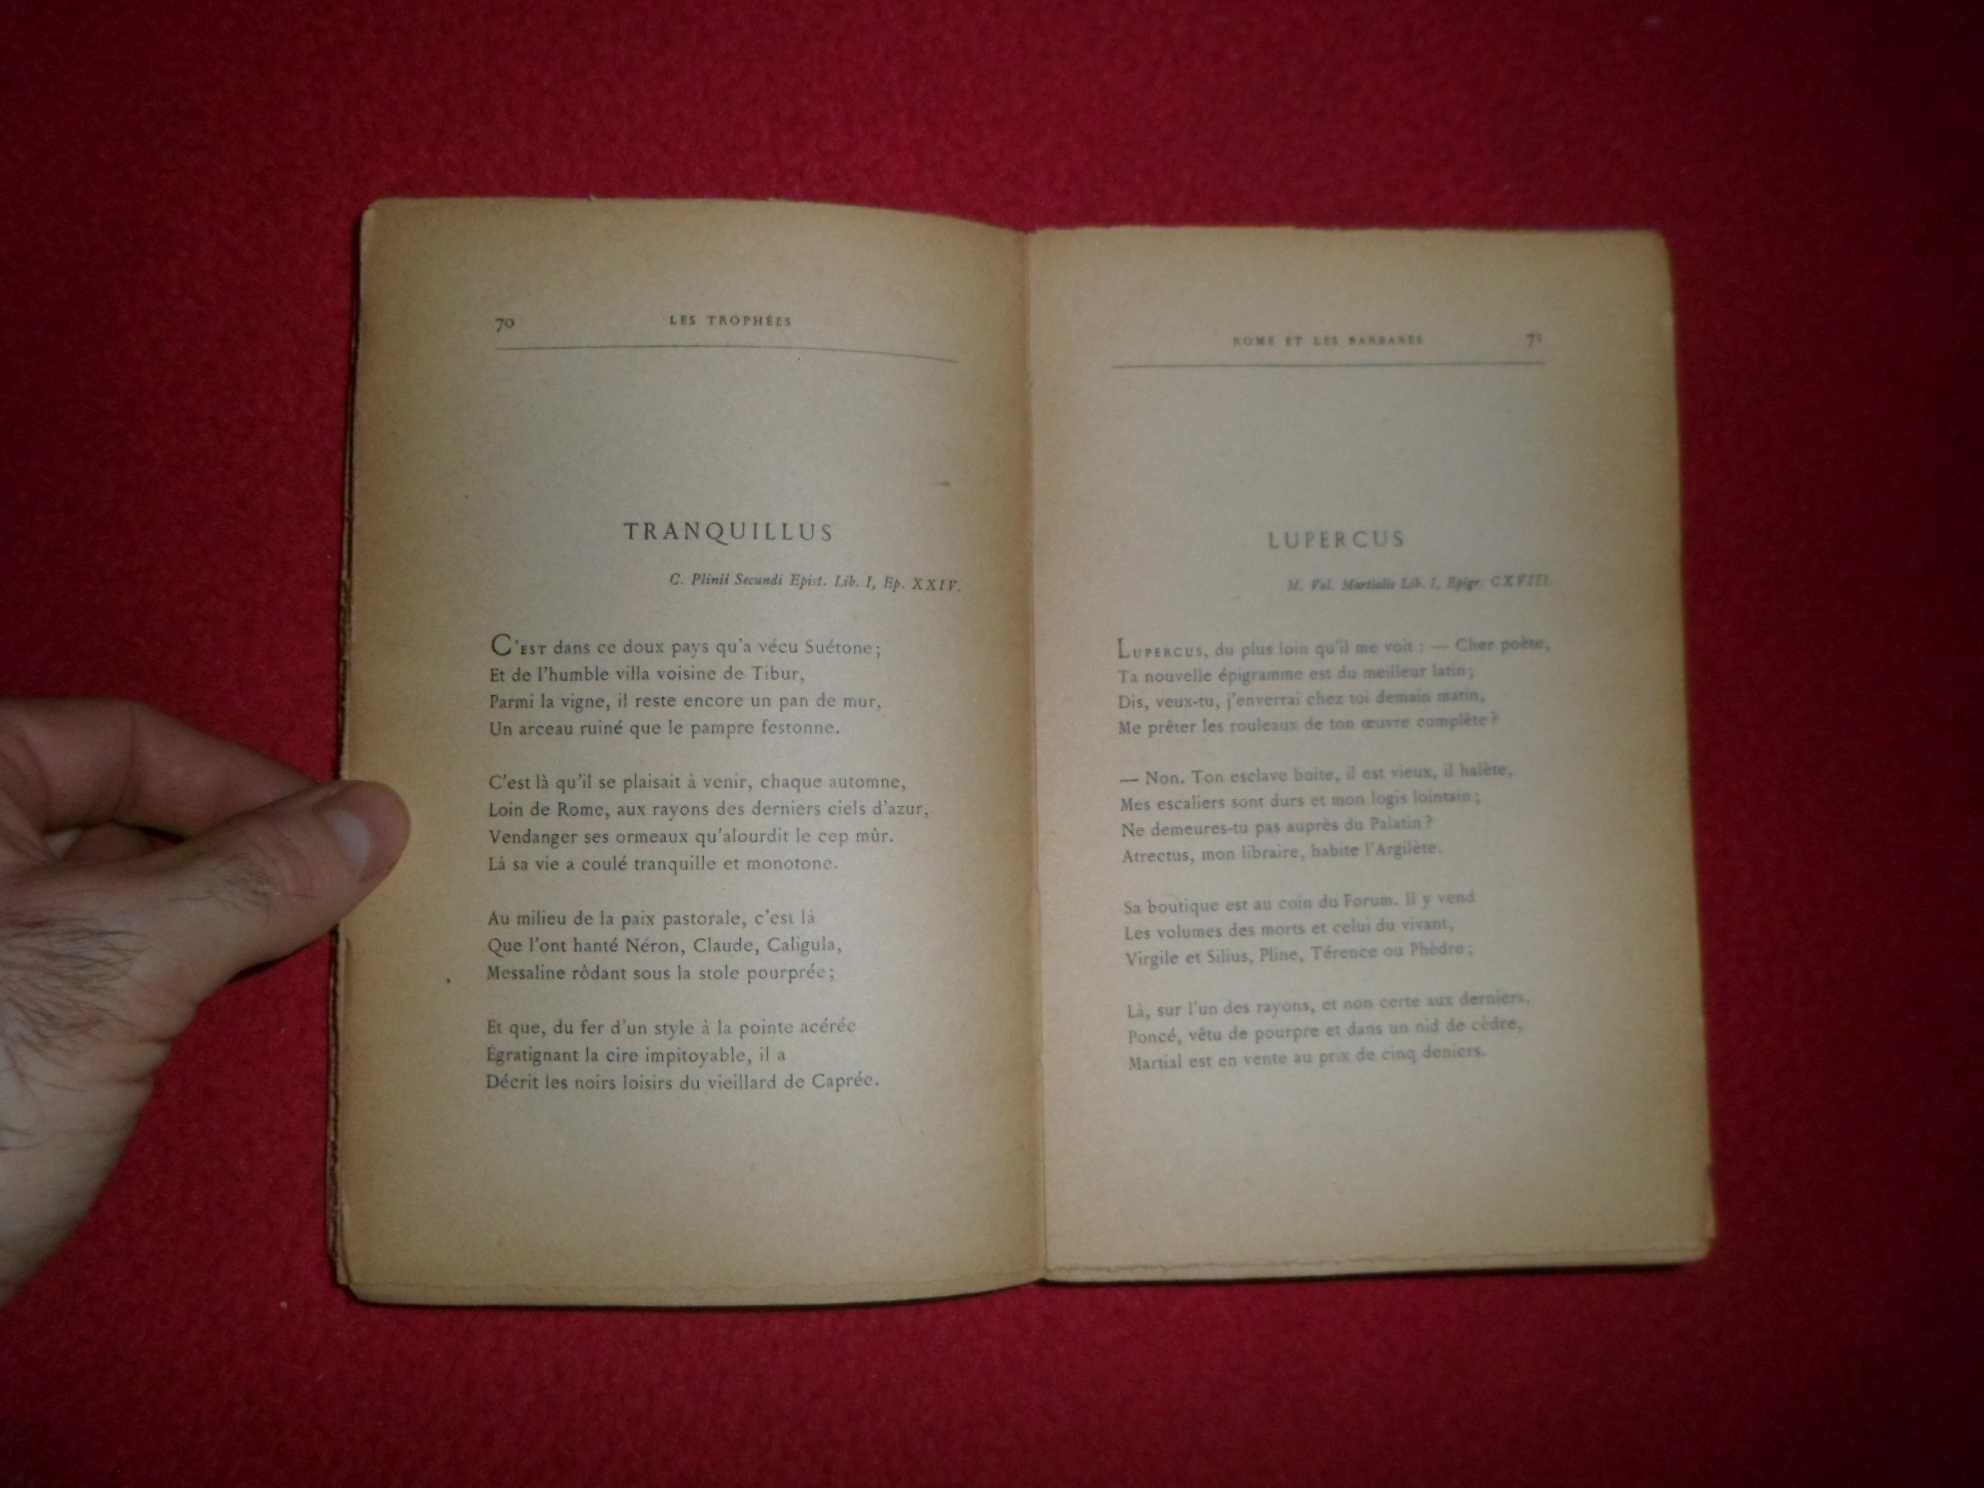 70 LES TROPHÉES
TRANQUILLUS
C. Plinii Secundi Epist. Lib. I, Ep. XXIV.
C'EST dans ce doux pays qu'a vécu Suétone;
Et de l'humble villa voisine de Tibur,
Parmi la vigne, il reste encore un pan de mur,
Un arceau ruiné que le pampre festonne.
C'est là qu'il se plaisait à venir, chaque automne,
Loin de Rome, aux rayons des derniers ciels d'azur,
Vendanger ses ormeaux qu'alourdit le cep mûr.
Là sa vie a coulé tranquille et monotone.
Au milieu de la paix pastorale, c'est là
Que l'ont hanté Néron, Claude, Caligula,
Messaline rôdant sous la stole pourprée;
Et que, du fer d'un style à la pointe acérée
Égratignant la cire impitoyable, il a
Décrit les noirs loisirs du vieillard de Caprée.
ROME ET LES BARBARES 71
LUPERCUS
M. Val. Martialis Lib. I, Epigr. CXVIII.
LUPERCUS, du plus loin qu'il me voit : — Cher poète,
Ta nouvelle épigramme est du meilleur latin;
Dis, veux-tu, j'enverrai chez toi demain matin,
Me prêter les rouleaux de ton œuvre complète?
— Non. Ton esclave boite, il est vieux, il halète,
Mes escaliers sont durs et mon logis lointain;
Ne demeures-tu pas auprès du Palatin?
Atrectus, mon libraire, habite l'Argilète.
Sa boutique est au coin du Forum. Il y vend
Les volumes des morts et celui du vivant,
Virgile et Silius, Pline, Térence ou Phèdre;
Là, sur l'un des rayons, et non certe aux derniers,
Poncé, vêtu de pourpre et dans un nid de cèdre,
Martial est en vente au prix de cinq deniers.